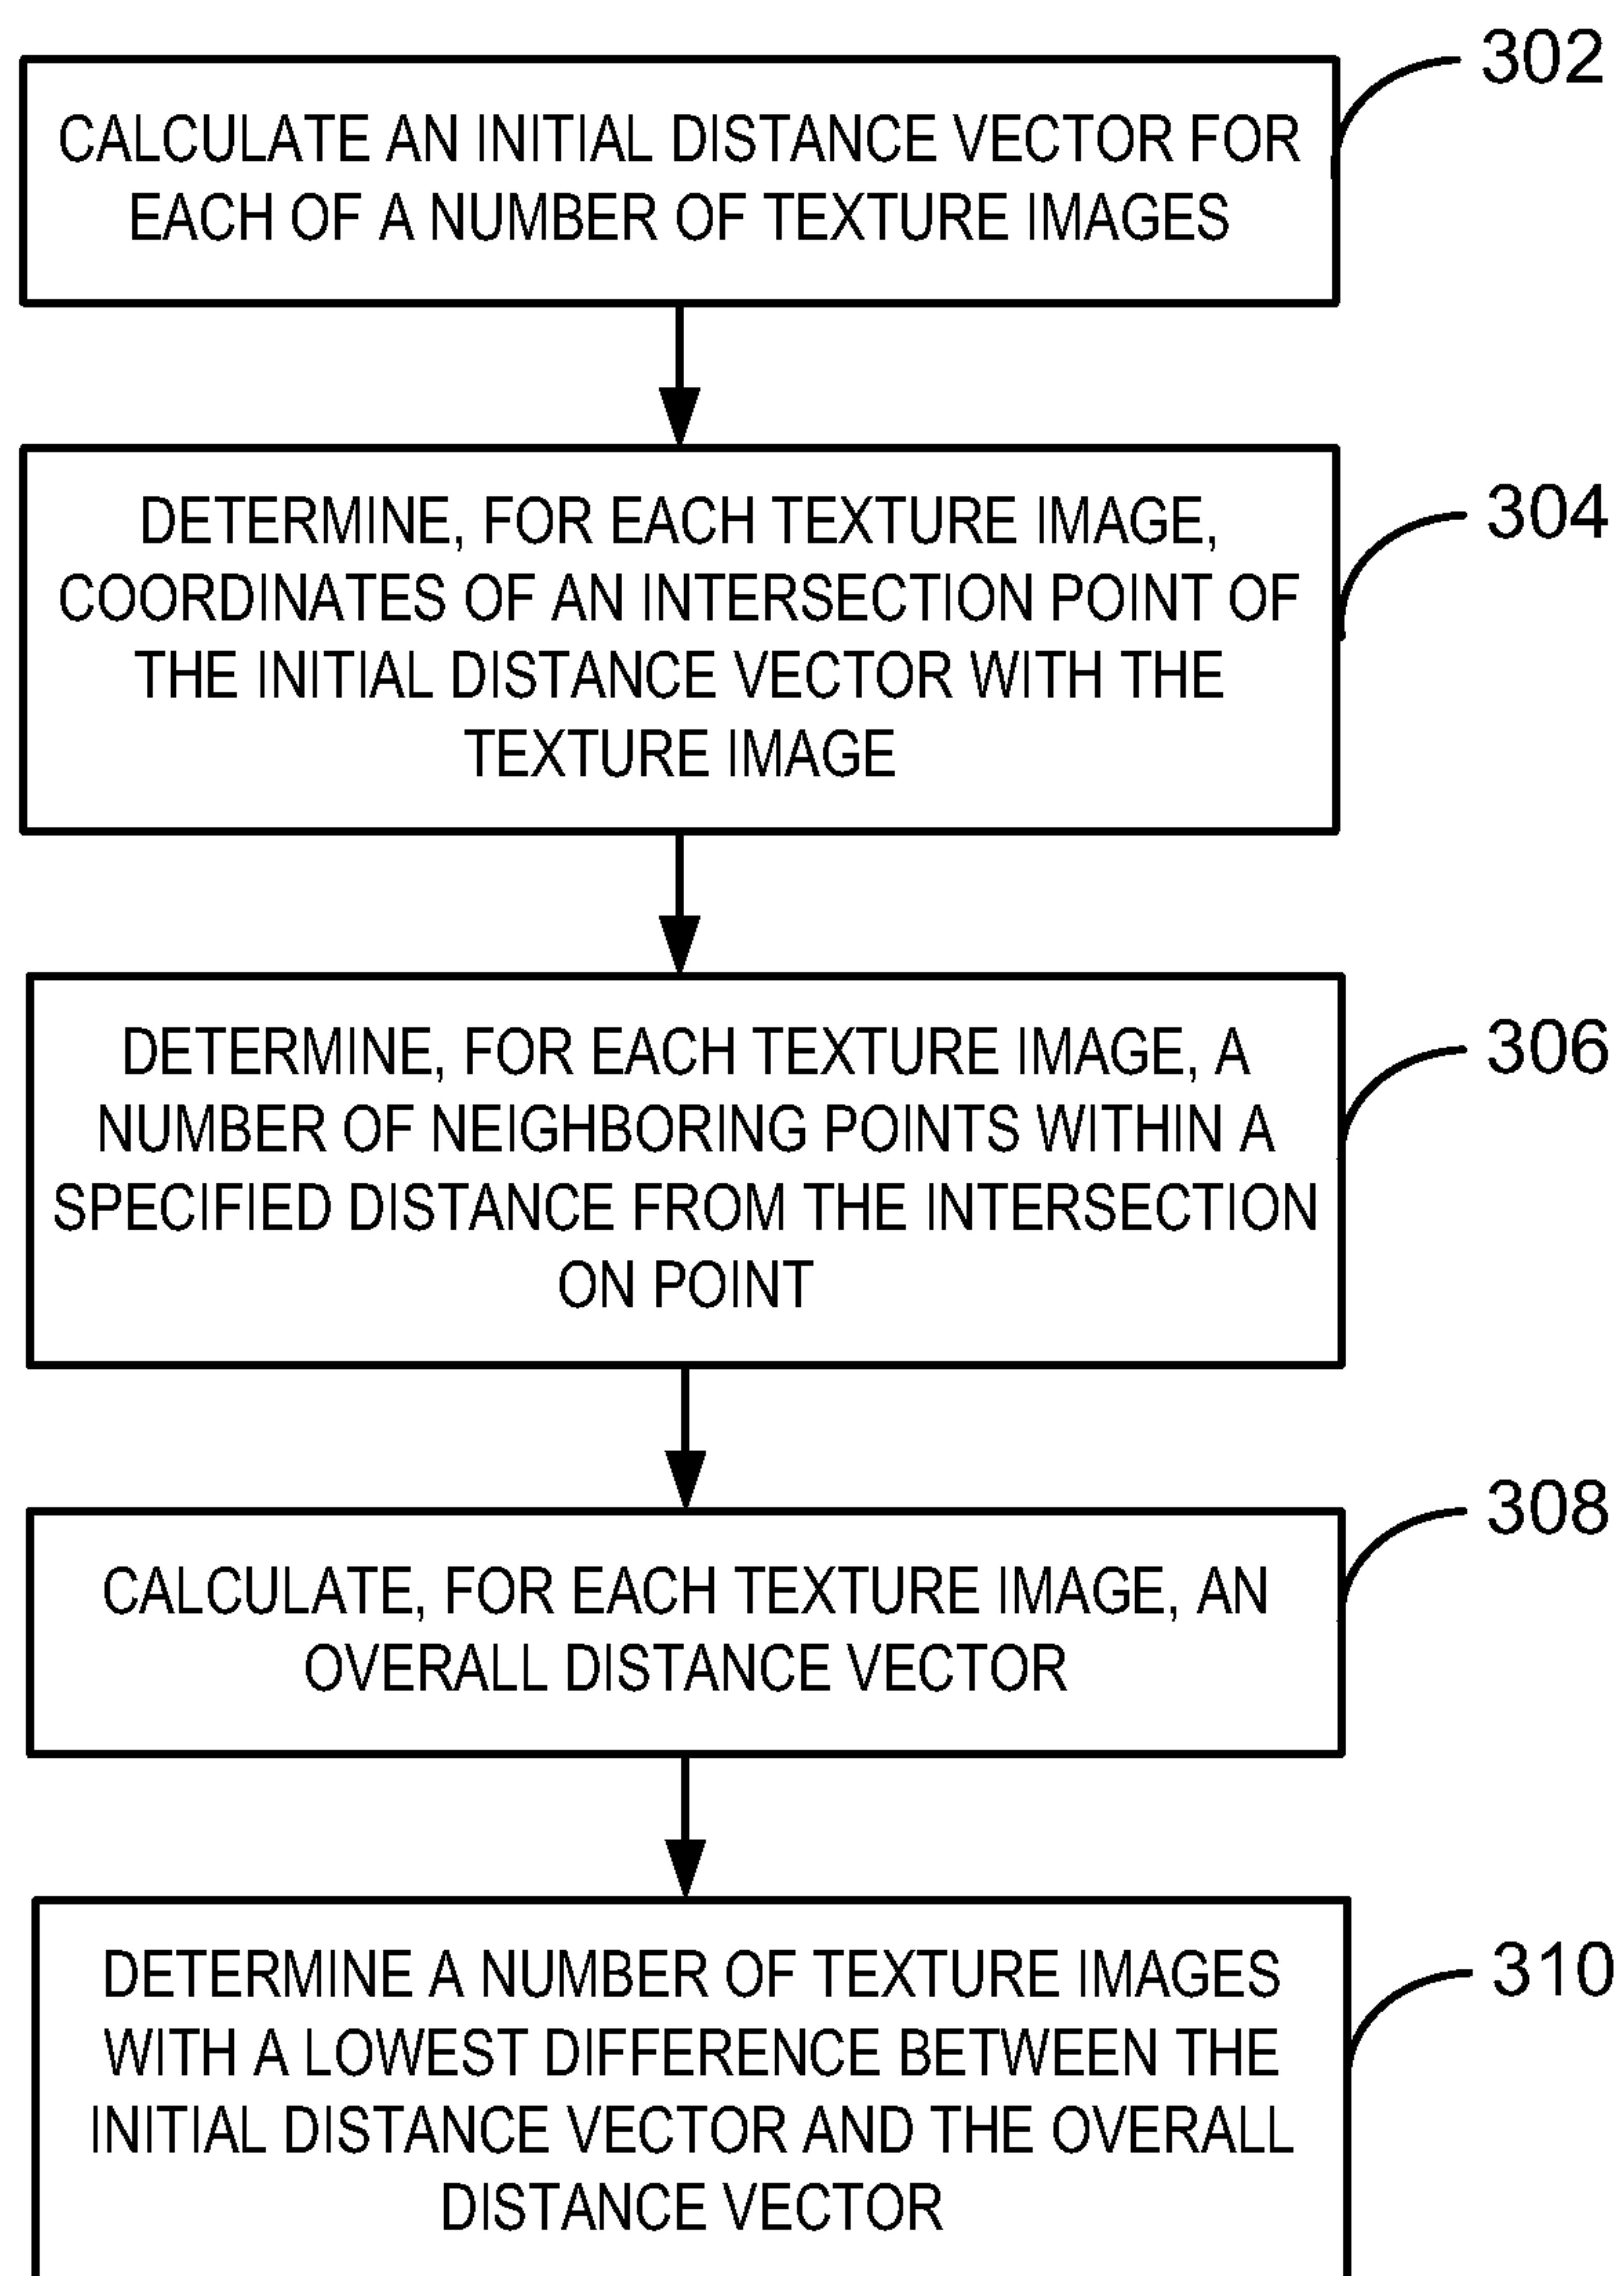 302
CALCULATE AN INITIAL DISTANCE VECTOR FOR
EACH OF A NUMBER OF TEXTURE IMAGES
304
DETERMINE, FOR EACH TEXTURE IMAGE,
COORDINATES OF AN INTERSECTION POINT OF
THE INITIAL DISTANCE VECTOR WITH THE
TEXTURE IMAGE
306
DETERMINE, FOR EACH TEXTURE IMAGE, A
NUMBER OF NEIGHBORING POINTS WITHIN A
SPECIFIED DISTANCE FROM THE INTERSECTION
ON POINT
308
CALCULATE, FOR EACH TEXTURE IMAGE, AN
OVERALL DISTANCE VECTOR
310
DETERMINE A NUMBER OF TEXTURE IMAGES
WITH A LOWEST DIFFERENCE BETWEEN THE
INITIAL DISTANCE VECTOR AND THE OVERALL
DISTANCE VECTOR